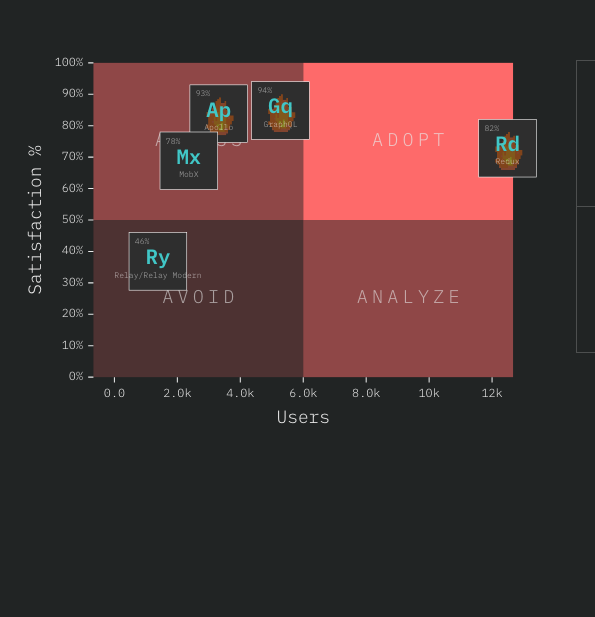 100%
90%
80%
70%
60%
50%
40%
30%
20%
10%
0%
Satisfaction %
93%
Ap
Apollo
94%
Gq
GraphQL
ADOPT
82%
Rd
Redux
78%
Mx
MobX
46%
Ry
Relay/Relay Modern
AVOID
ANALYZE
0.0 2.0k 4.0k 6.0k 8.0k 10k 12k
Users